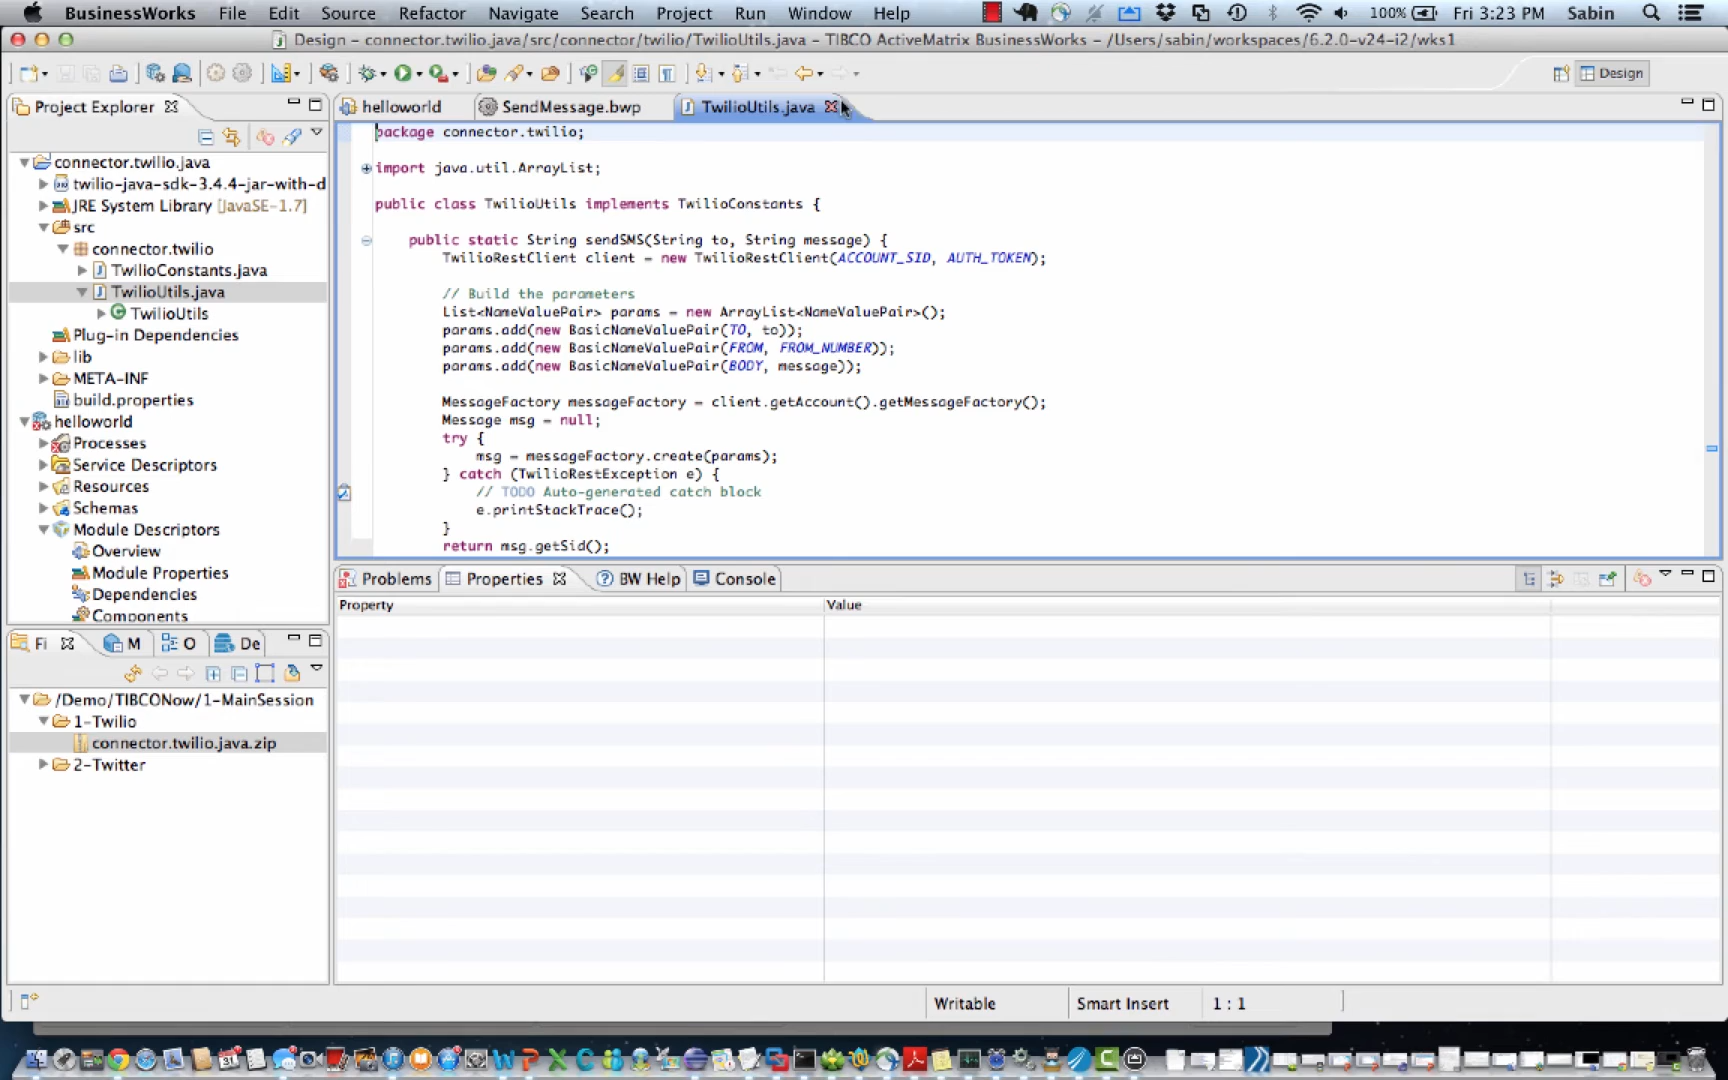 BusinessWorks File Edit Source Refactor Navigate Search Project Run Window Help 100% Fri 3:23 PM Sabin
Design - connector.twilio.java/src/connector/twilio/TwilioUtils.java - TIBCO ActiveMatrix BusinessWorks - /Users/sabin/workspaces/6.2.0-v24-i2/wks1
Design
Project Explorer
connector.twilio.java
twilio-java-sdk-3.4.4-jar-with-d
JRE System Library [JavaSE-1.7]
src
connector.twilio
TwilioConstants.java
TwilioUtils.java
TwilioUtils
Plug-in Dependencies
lib
META-INF
build.properties
helloworld
Processes
Service Descriptors
Resources
Schemas
Module Descriptors
Overview
Module Properties
Dependencies
Components
helloworld SendMessage.bwp TwilioUtils.java
package connector.twilio;
import java.util.ArrayList;
public class TwilioUtils implements TwilioConstants {
public static String sendSMS(String to, String message) {
TwilioRestClient client = new TwilioRestClient(ACCOUNT_SID, AUTH_TOKEN);
// Build the parameters
List<NameValuePair> params = new ArrayList<NameValuePair>();
params.add(new BasicNameValuePair(TO, to));
params.add(new BasicNameValuePair(FROM, FROM_NUMBER));
params.add(new BasicNameValuePair(BODY, message));
MessageFactory messageFactory = client.getAccount().getMessageFactory();
Message msg = null;
try {
msg = messageFactory.create(params);
} catch (TwilioRestException e) {
// TODO Auto-generated catch block
e.printStackTrace();
}
return msg.getSid();
Fi M O De
/Demo/TIBCONow/1-MainSession
1-Twilio
connector.twilio.java.zip
2-Twitter
Problems Properties BW Help Console
Property Value
Writable Smart Insert 1 : 1